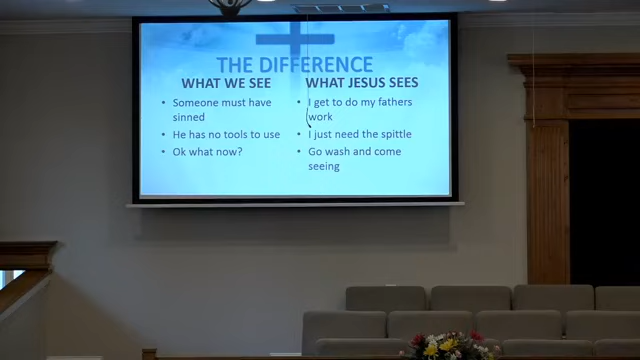 THE DIFFERENCE
WHAT WE SEE
• Someone must have
sinned
• He has no tools to use
• Ok what now?
WHAT JESUS SEES
• I get to do my fathers
work
• I just need the spittle
• Go wash and come
seeing